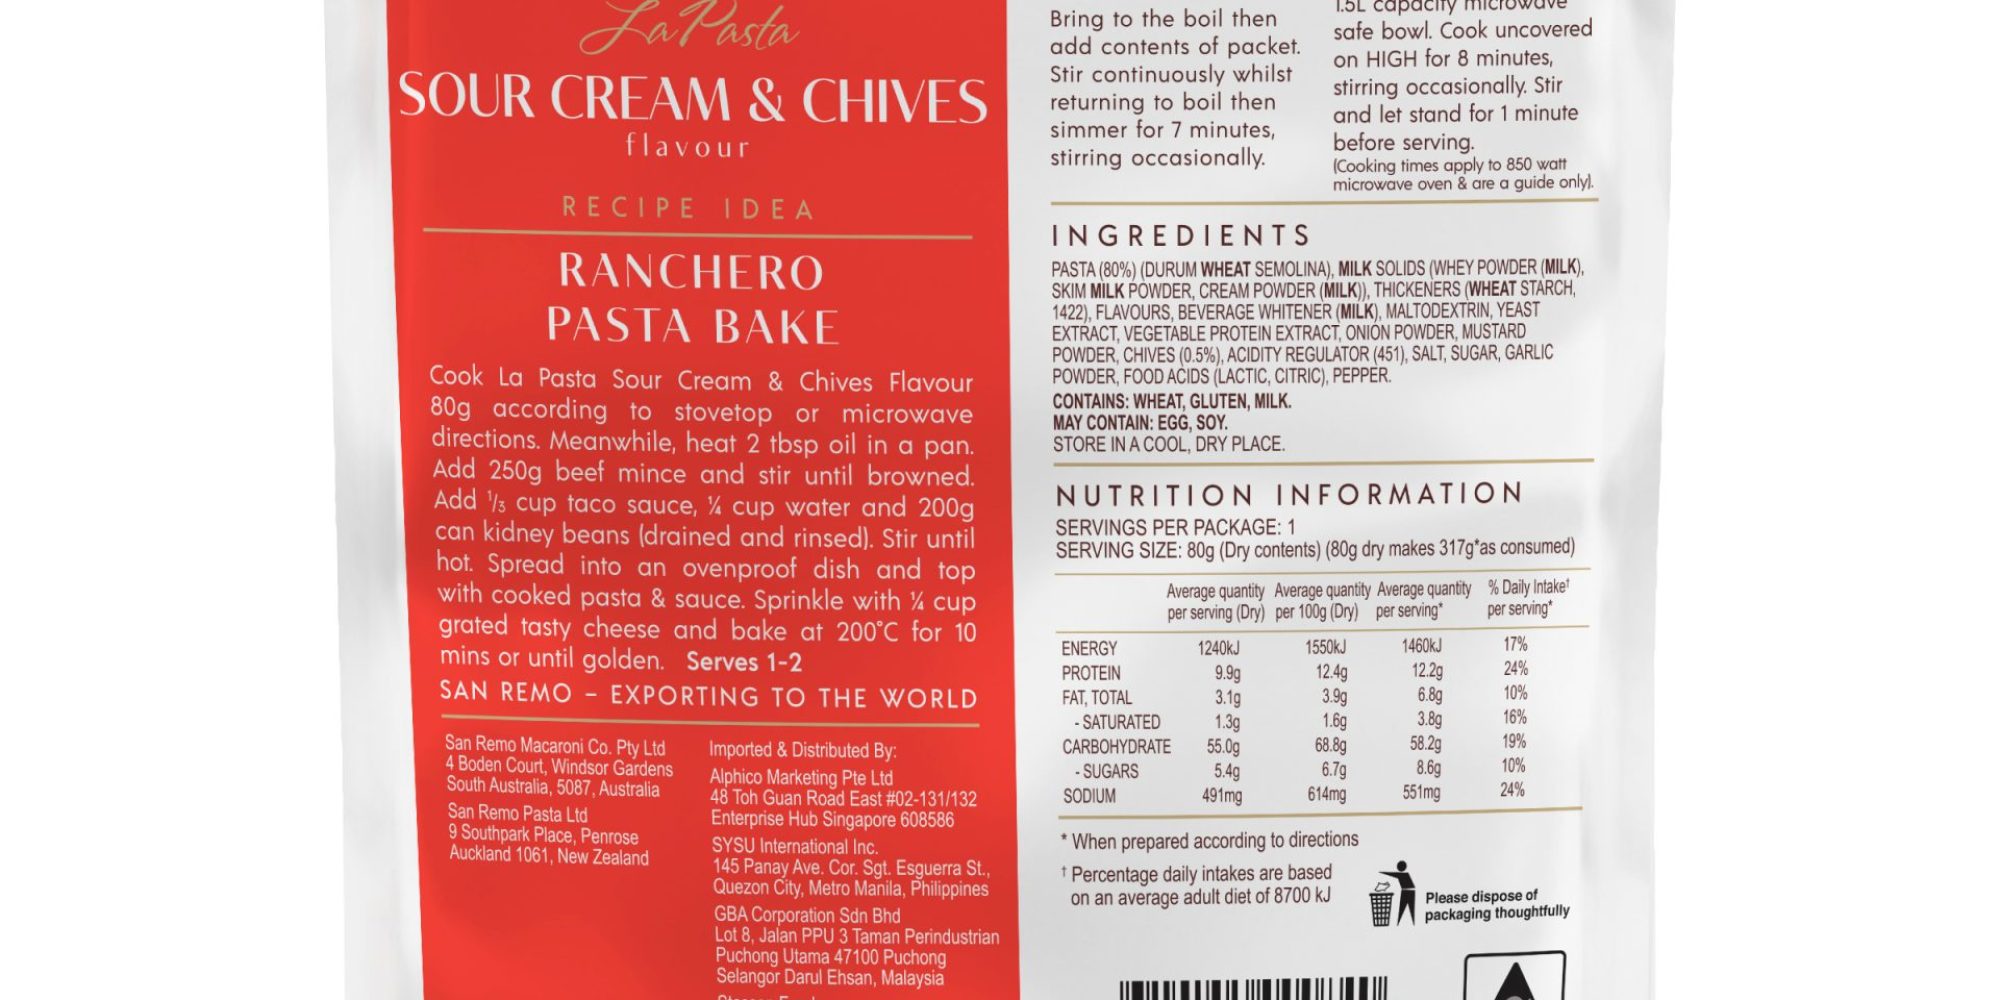 La Pasta
SOUR CREAM & CHIVES
flavour
RECIPE IDEA
RANCHERO
PASTA BAKE
Cook La Pasta Sour Cream & Chives Flavour
80g according to stovetop or microwave
directions. Meanwhile, heat 2 tbsp oil in a pan.
Add 250g beef mince and stir until browned.
Add ⅓ cup taco sauce, ¼ cup water and 200g
can kidney beans (drained and rinsed). Stir until
hot. Spread into an ovenproof dish and top
with cooked pasta & sauce. Sprinkle with ¼ cup
grated tasty cheese and bake at 200°C for 10
mins or until golden. Serves 1-2
SAN REMO – EXPORTING TO THE WORLD
San Remo Macaroni Co. Pty Ltd
4 Boden Court, Windsor Gardens
South Australia, 5087, Australia
San Remo Pasta Ltd
9 Southpark Place, Penrose
Auckland 1061, New Zealand
Imported & Distributed By:
Alphico Marketing Pte Ltd
48 Toh Guan Road East #02-131/132
Enterprise Hub Singapore 608586
SYSU International Inc.
145 Panay Ave. Cor. Sgt. Esguerra St.,
Quezon City, Metro Manila, Philippines
GBA Corporation Sdn Bhd
Lot 8, Jalan PPU 3 Taman Perindustrian
Puchong Utama 47100 Puchong
Selangor Darul Ehsan, Malaysia
Bring to the boil then
add contents of packet.
Stir continuously whilst
returning to boil then
simmer for 7 minutes,
stirring occasionally.
1.5L capacity microwave
safe bowl. Cook uncovered
on HIGH for 8 minutes,
stirring occasionally. Stir
and let stand for 1 minute
before serving.
(Cooking times apply to 850 watt
microwave oven & are a guide only).
INGREDIENTS
PASTA (80%) (DURUM WHEAT SEMOLINA), MILK SOLIDS (WHEY POWDER (MILK),
SKIM MILK POWDER, CREAM POWDER (MILK)), THICKENERS (WHEAT STARCH,
1422), FLAVOURS, BEVERAGE WHITENER (MILK), MALTODEXTRIN, YEAST
EXTRACT, VEGETABLE PROTEIN EXTRACT, ONION POWDER, MUSTARD
POWDER, CHIVES (0.5%), ACIDITY REGULATOR (451), SALT, SUGAR, GARLIC
POWDER, FOOD ACIDS (LACTIC, CITRIC), PEPPER.
CONTAINS: WHEAT, GLUTEN, MILK.
MAY CONTAIN: EGG, SOY.
STORE IN A COOL, DRY PLACE.
NUTRITION INFORMATION
SERVINGS PER PACKAGE: 1
SERVING SIZE: 80g (Dry contents) (80g dry makes 317g*as consumed)
Average quantity Average quantity Average quantity % Daily Intake†
per serving (Dry) per 100g (Dry) per serving* per serving*
ENERGY 1240kJ 1550kJ 1460kJ 17%
PROTEIN 9.9g 12.4g 12.2g 24%
FAT, TOTAL 3.1g 3.9g 6.8g 10%
- SATURATED 1.3g 1.6g 3.8g 16%
CARBOHYDRATE 55.0g 68.8g 58.2g 19%
- SUGARS 5.4g 6.7g 8.6g 10%
SODIUM 491mg 614mg 551mg 24%
* When prepared according to directions
† Percentage daily intakes are based
on an average adult diet of 8700 kJ
Please dispose of
packaging thoughtfully